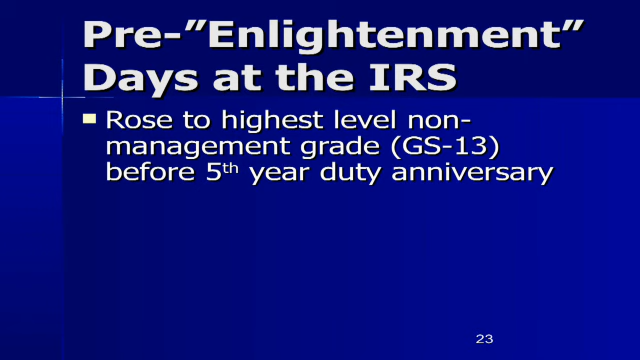 Pre-”Enlightenment”
Days at the IRS
Rose to highest level non-
management grade (GS-13)
before 5th year duty anniversary
23